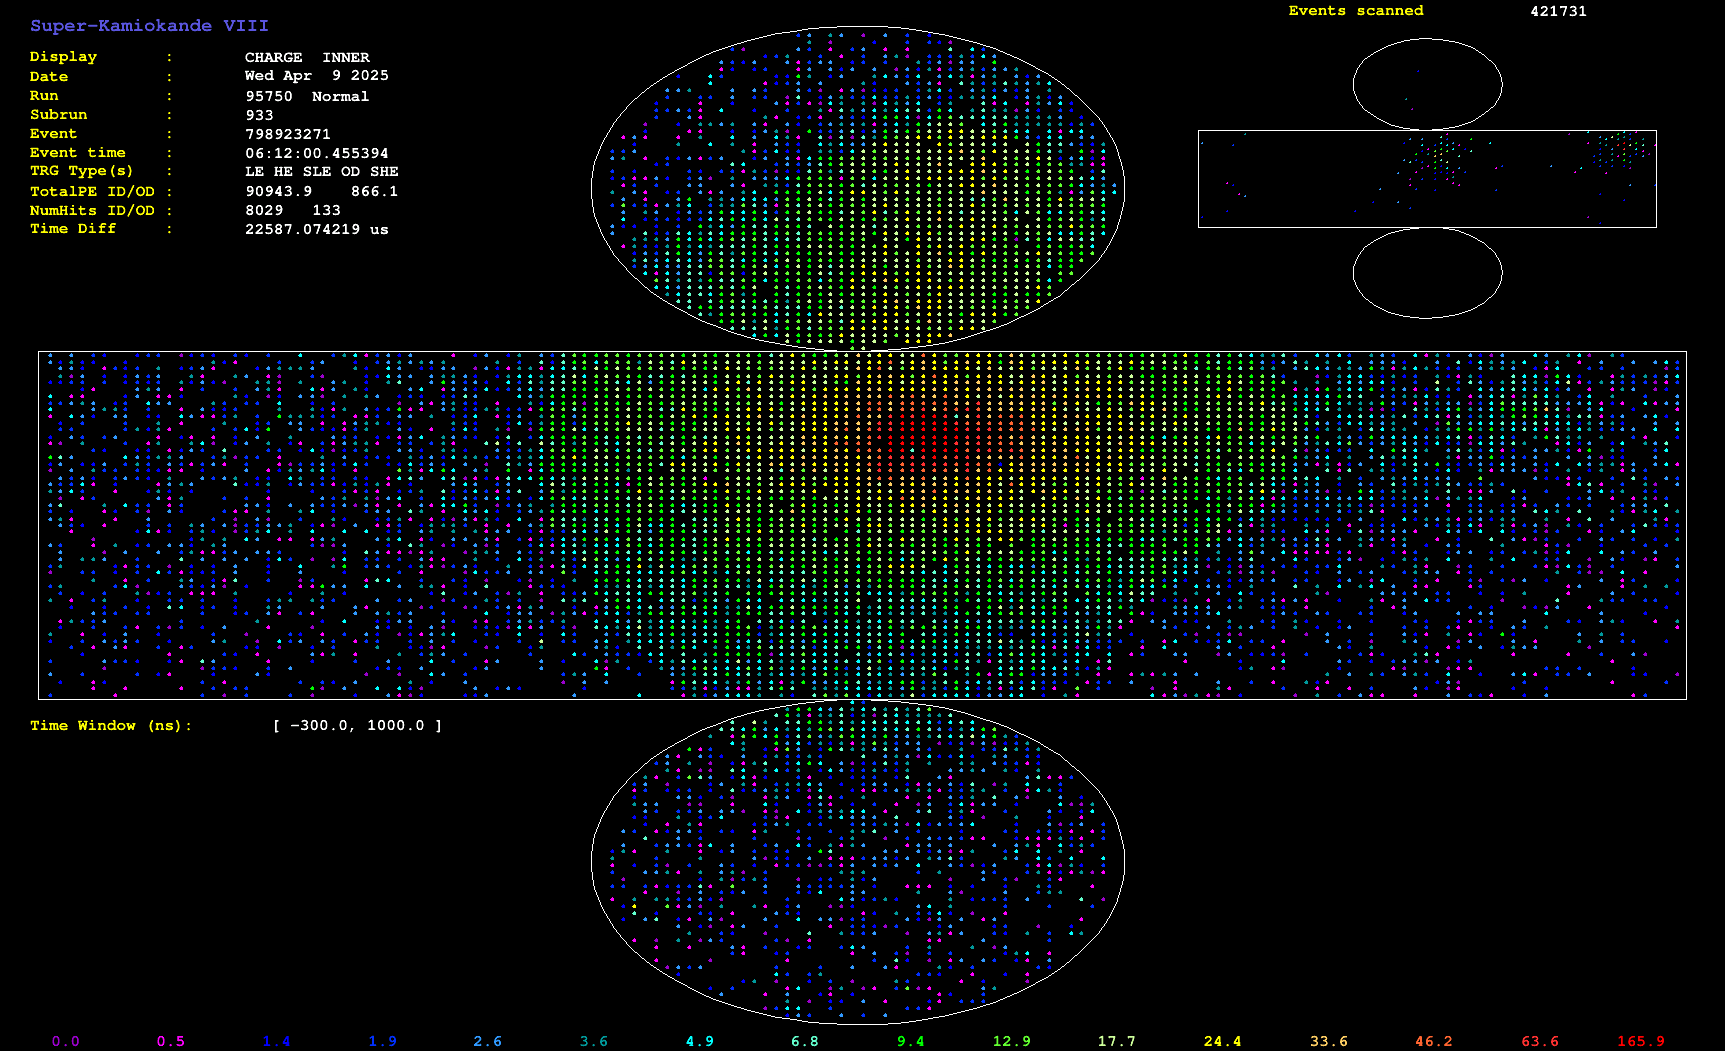 Super-Kamiokande VIII
Events scanned 421731
Display : CHARGE INNER
Date : Wed Apr 9 2025
Run : 95750 Normal
Subrun : 933
Event : 798923271
Event time : 06:12:00.455394
TRG Type(s) : LE HE SLE OD SHE
TotalPE ID/OD : 90943.9 866.1
NumHits ID/OD : 8029 133
Time Diff : 22587.074219 us
Time Window (ns): [ -300.0, 1000.0 ]
0.0 0.5 1.4 1.9 2.6 3.6 4.9 6.8 9.4 12.9 17.7 24.4 33.6 46.2 63.6 165.9